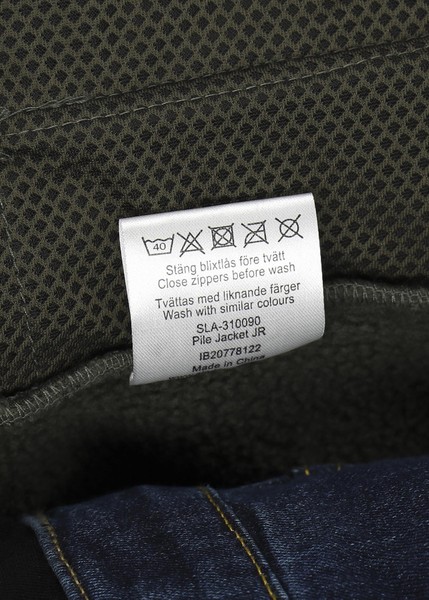 40
Stäng blixtlås före tvätt
Close zippers before wash
Tvättas med liknande färger
Wash with similar colours
SLA-310090
Pile Jacket JR
IB20778122
Made in China